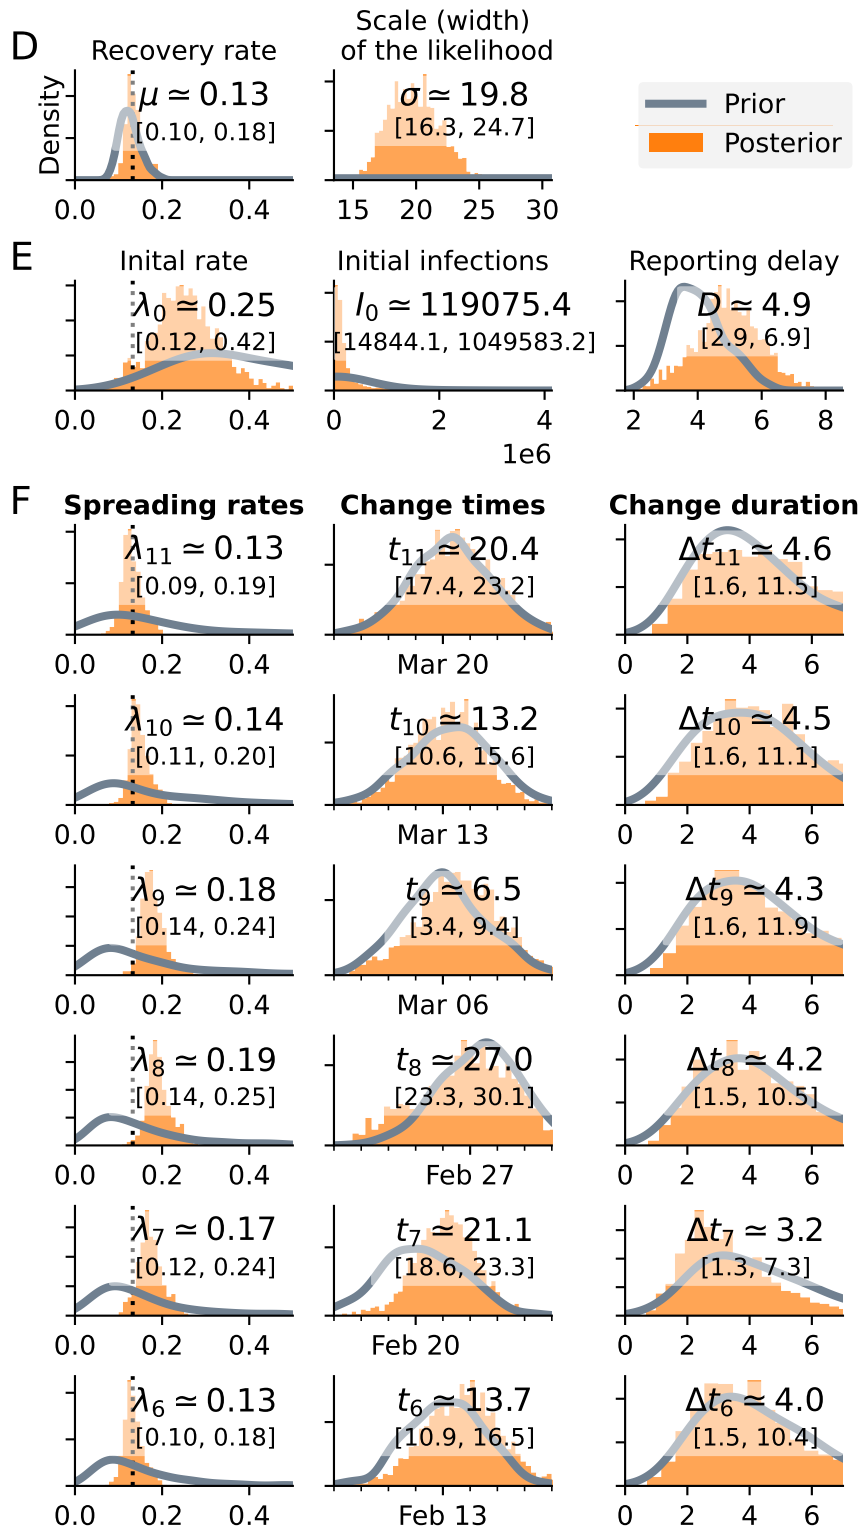 D
Recovery rate
Scale (width)
of the likelihood
Density
μ ≃ 0.13
[0.10, 0.18]
σ ≃ 19.8
[16.3, 24.7]
Prior
Posterior
0.0 0.2 0.4
15 20 25 30
E
Inital rate
Initial infections
Reporting delay
λ0 ≃ 0.25
[0.12, 0.42]
I0 ≃ 119075.4
[14844.1, 1049583.2]
D ≃ 4.9
[2.9, 6.9]
0.0 0.2 0.4
0 2 4
1e6
2 4 6 8
F
Spreading rates
Change times
Change duration
λ11 ≃ 0.13
[0.09, 0.19]
t11 ≃ 20.4
[17.4, 23.2]
Δt11 ≃ 4.6
[1.6, 11.5]
0.0 0.2 0.4
Mar 20
0 2 4 6
λ10 ≃ 0.14
[0.11, 0.20]
t10 ≃ 13.2
[10.6, 15.6]
Δt10 ≃ 4.5
[1.6, 11.1]
0.0 0.2 0.4
Mar 13
0 2 4 6
λ9 ≃ 0.18
[0.14, 0.24]
t9 ≃ 6.5
[3.4, 9.4]
Δt9 ≃ 4.3
[1.6, 11.9]
0.0 0.2 0.4
Mar 06
0 2 4 6
λ8 ≃ 0.19
[0.14, 0.25]
t8 ≃ 27.0
[23.3, 30.1]
Δt8 ≃ 4.2
[1.5, 10.5]
0.0 0.2 0.4
Feb 27
0 2 4 6
λ7 ≃ 0.17
[0.12, 0.24]
t7 ≃ 21.1
[18.6, 23.3]
Δt7 ≃ 3.2
[1.3, 7.3]
0.0 0.2 0.4
Feb 20
0 2 4 6
λ6 ≃ 0.13
[0.10, 0.18]
t6 ≃ 13.7
[10.9, 16.5]
Δt6 ≃ 4.0
[1.5, 10.4]
0.0 0.2 0.4
Feb 13
0 2 4 6